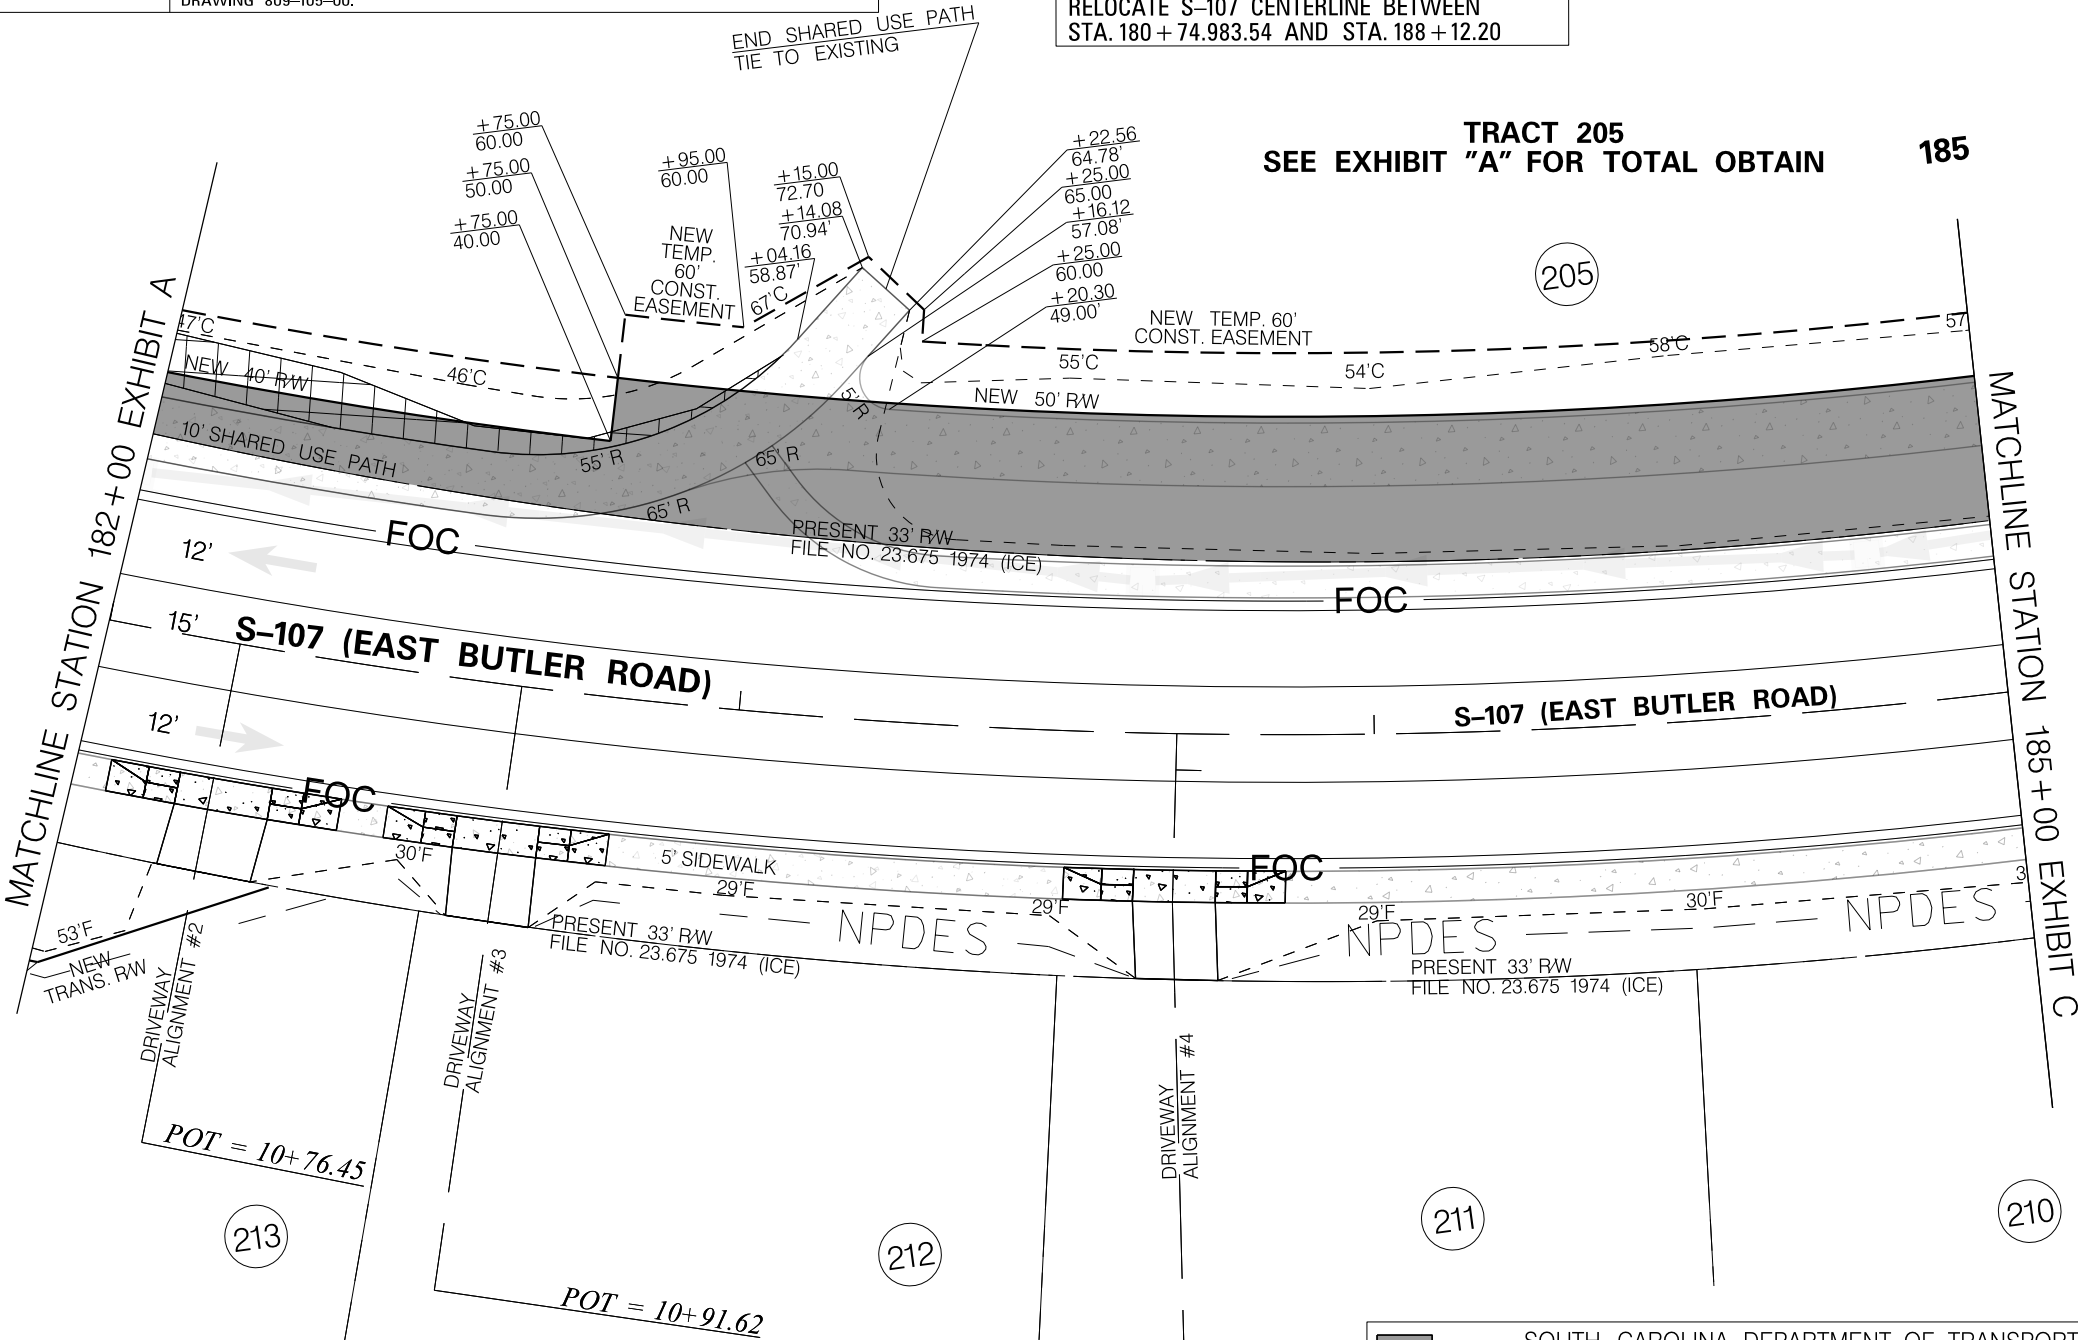 DRAWING 809-105-00.
RELOCATE S-107 CENTERLINE BETWEEN
STA. 180+74.983.54 AND STA. 188+12.20
END SHARED USE PATH
TIE TO EXISTING
TRACT 205
SEE EXHIBIT "A" FOR TOTAL OBTAIN
185
+75.00
60.00
+75.00
50.00
+75.00
40.00
+95.00
60.00
+15.00
72.70
+14.08
70.94'
+04.16
58.87'
+22.56
64.78'
+25.00
65.00
+16.12
57.08'
+25.00
60.00
+20.30
49.00'
NEW
TEMP.
60'
CONST.
EASEMENT
67'C
205
NEW TEMP. 60'
CONST. EASEMENT
47'C
46'C
55'C
54'C
58'C
57
NEW 40' R/W
NEW 50' R/W
10' SHARED USE PATH
55' R
65' R
65' R
5' R
PRESENT 33' R/W
FILE NO. 23.675 1974 (ICE)
MATCHLINE STATION 182+00 EXHIBIT A
MATCHLINE STATION 185+00 EXHIBIT C
FOC
FOC
12'
15'
S-107 (EAST BUTLER ROAD)
S-107 (EAST BUTLER ROAD)
12'
FOC
FOC
30'F
5' SIDEWALK
29'F
29'F
29'F
30'F
3
53'F
NEW
TRANS. R/W
NPDES
NPDES
NPDES
PRESENT 33' R/W
FILE NO. 23.675 1974 (ICE)
PRESENT 33' R/W
FILE NO. 23.675 1974 (ICE)
DRIVEWAY
ALIGNMENT #2
DRIVEWAY
ALIGNMENT #3
DRIVEWAY
ALIGNMENT #4
POT = 10+76.45
POT = 10+91.62
213
212
211
210
SOUTH CAROLINA DEPARTMENT OF TRANSPORT